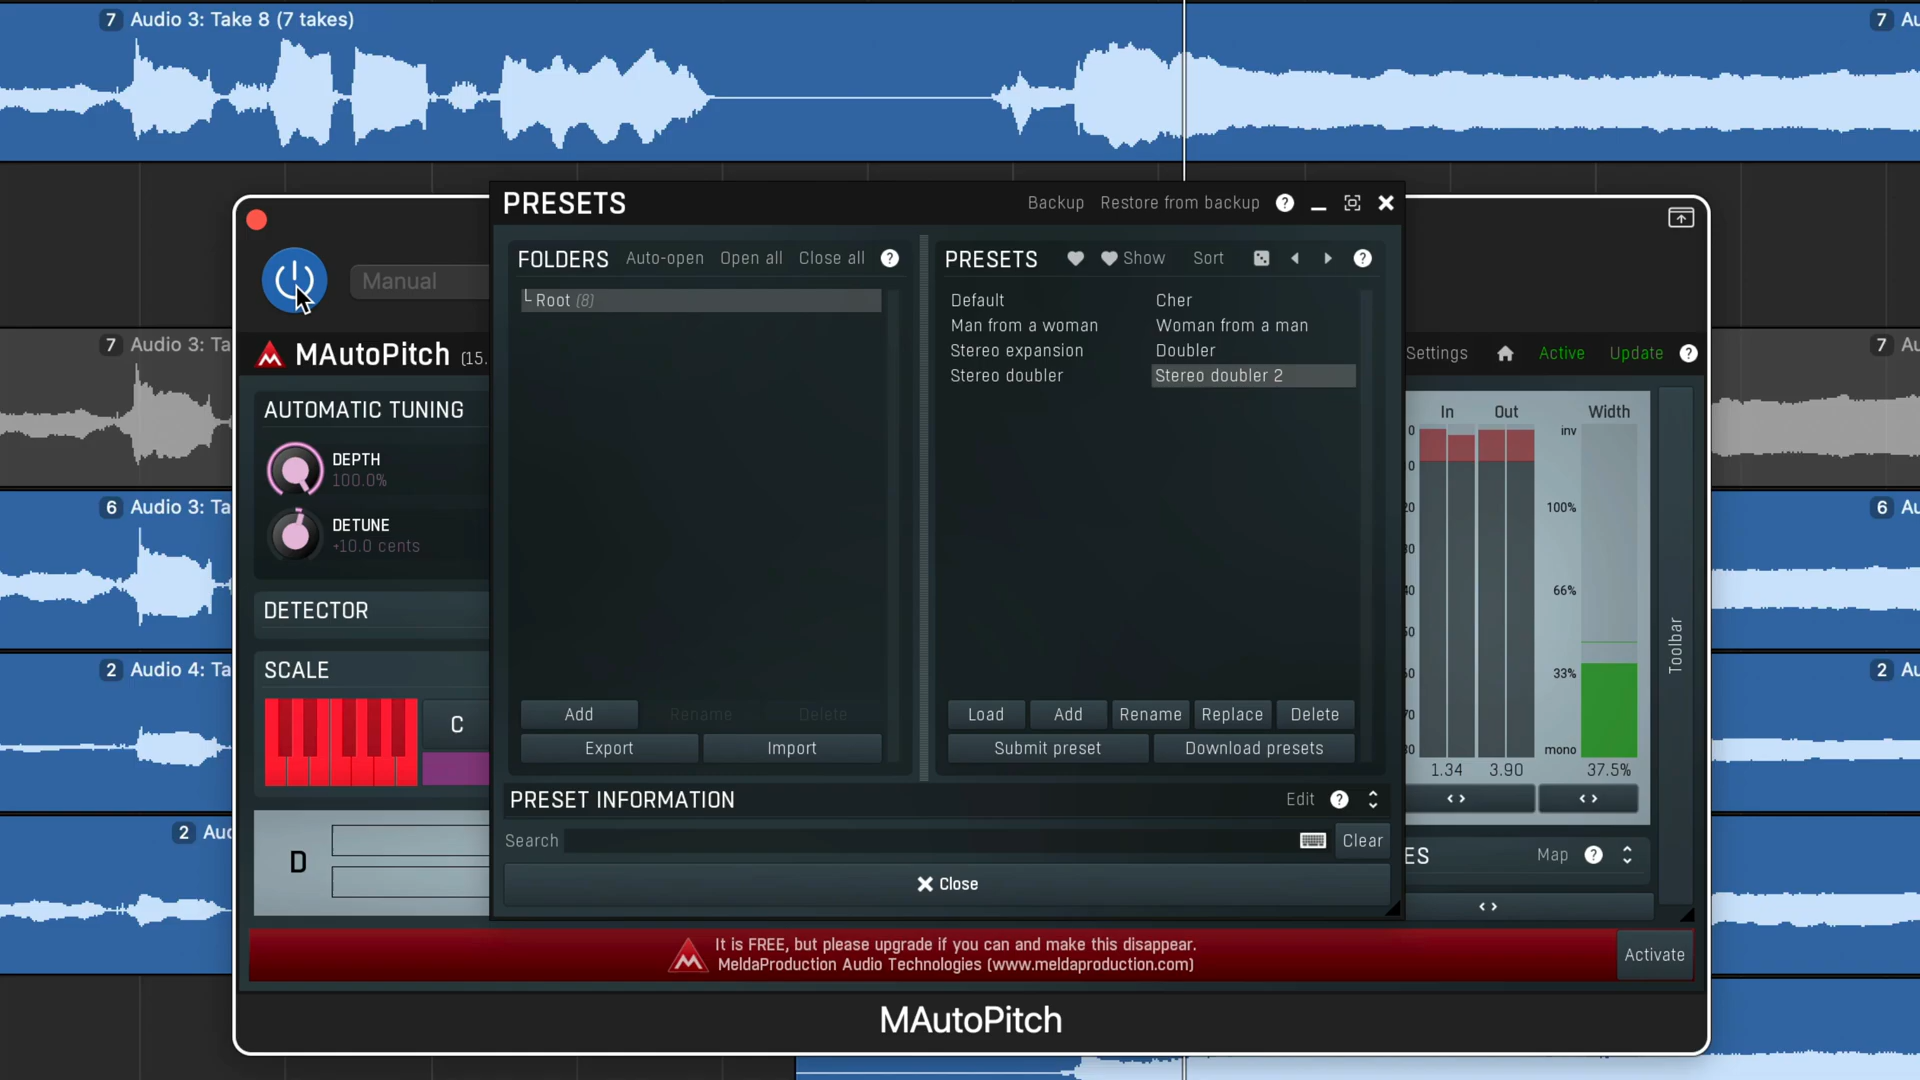 7 Audio 3: Take 8 (7 takes)
7 Au
PRESETS
Backup Restore from backup ?
Manual
FOLDERS Auto-open Open all Close all ?
PRESETS Show Sort ?
Root (8)
Default Cher
Man from a woman Woman from a man
Stereo expansion Doubler
Stereo doubler Stereo doubler 2
7 Audio 3: Ta
7 Au
MAutoPitch (15.
Settings Active Update ?
AUTOMATIC TUNING
In Out Width
DEPTH
100.0%
DETUNE
+10.0 cents
inv
100%
66%
33%
mono
6 Audio 3: Ta
6 Au
DETECTOR
Toolbar
SCALE
2 Audio 4: Ta
2 Au
C
Add Rename Delete
Export Import
Load Add Rename Replace Delete
Submit preset Download presets
1.34 3.90 37.5%
PRESET INFORMATION Edit ?
Search Clear
Close
2 Aud
D
ES Map ?
It is FREE, but please upgrade if you can and make this disappear.
MeldaProduction Audio Technologies (www.meldaproduction.com)
Activate
MAutoPitch